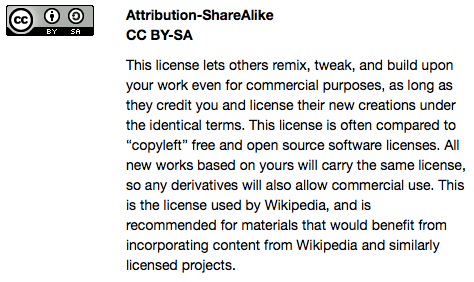 cc
BY SA
Attribution-ShareAlike
CC BY-SA
This license lets others remix, tweak, and build upon
your work even for commercial purposes, as long as
they credit you and license their new creations under
the identical terms. This license is often compared to
“copyleft” free and open source software licenses. All
new works based on yours will carry the same license,
so any derivatives will also allow commercial use. This
is the license used by Wikipedia, and is
recommended for materials that would benefit from
incorporating content from Wikipedia and similarly
licensed projects.